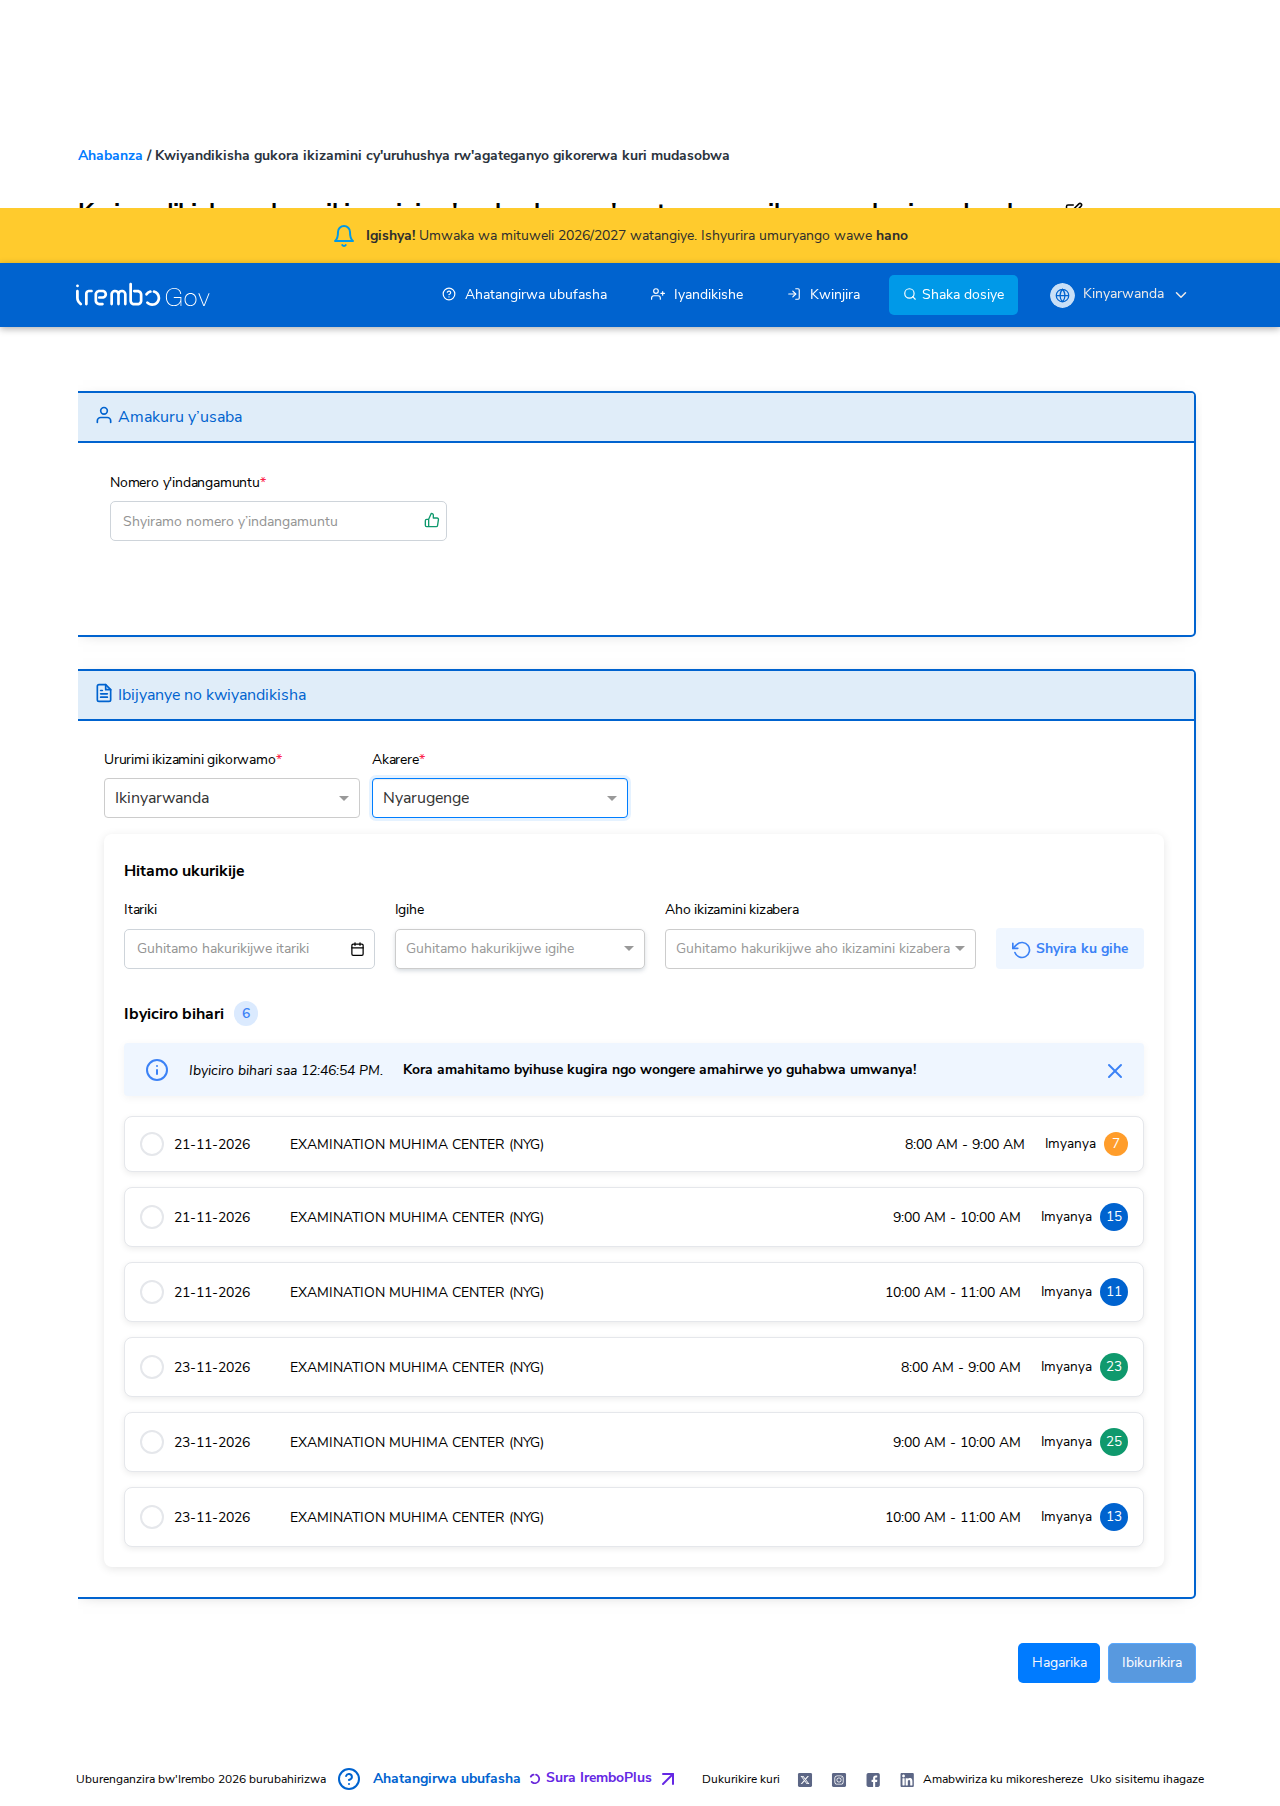 Ahabanza / Kwiyandikisha gukora ikizamini cy'uruhushya rw'agateganyo gikorerwa kuri mudasobwa
Igishya! Umwaka wa mituweli 2026/2027 watangiye. Ishyurira umuryango wawe hano
irembo Gov
Ahatangirwa ubufasha
Iyandikishe
Kwinjira
Shaka dosiye
Kinyarwanda
Amakuru y’usaba
Nomero y'indangamuntu*
Shyiramo nomero y’indangamuntu
Ibijyanye no kwiyandikisha
Ururimi ikizamini gikorwamo* Akarere*
Ikinyarwanda Nyarugenge
Hitamo ukurikije
Itariki Igihe Aho ikizamini kizabera
Guhitamo hakurikijwe itariki Guhitamo hakurikijwe igihe Guhitamo hakurikijwe aho ikizamini kizabera Shyira ku gihe
Ibyiciro bihari 6
Ibyiciro bihari saa 12:46:54 PM. Kora amahitamo byihuse kugira ngo wongere amahirwe yo guhabwa umwanya!
21-11-2026 EXAMINATION MUHIMA CENTER (NYG) 8:00 AM - 9:00 AM Imyanya 7
21-11-2026 EXAMINATION MUHIMA CENTER (NYG) 9:00 AM - 10:00 AM Imyanya 15
21-11-2026 EXAMINATION MUHIMA CENTER (NYG) 10:00 AM - 11:00 AM Imyanya 11
23-11-2026 EXAMINATION MUHIMA CENTER (NYG) 8:00 AM - 9:00 AM Imyanya 23
23-11-2026 EXAMINATION MUHIMA CENTER (NYG) 9:00 AM - 10:00 AM Imyanya 25
23-11-2026 EXAMINATION MUHIMA CENTER (NYG) 10:00 AM - 11:00 AM Imyanya 13
Hagarika Ibikurikira
Uburenganzira bw'Irembo 2026 burubahirizwa Ahatangirwa ubufasha Sura IremboPlus Dukurikire kuri Amabwiriza ku mikoreshereze Uko sisitemu ihagaze